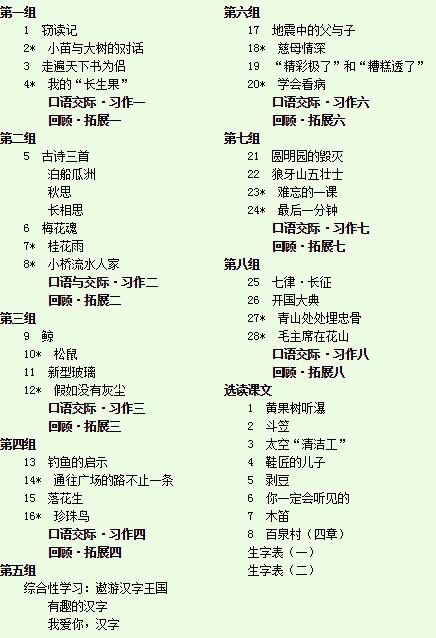 第一组
1 窃读记
2* 小苗与大树的对话
3 走遍天下书为侣
4* 我的“长生果”
口语交际·习作一
回顾·拓展一
第二组
5 古诗三首
泊船瓜洲
秋思
长相思
6 梅花魂
7* 桂花雨
8* 小桥流水人家
口语与交际·习作二
回顾·拓展二
第三组
9 鲸
10* 松鼠
11 新型玻璃
12* 假如没有灰尘
口语交际·习作三
回顾·拓展三
第四组
13 钓鱼的启示
14* 通往广场的路不止一条
15 落花生
16* 珍珠鸟
口语交际·习作四
回顾·拓展四
第五组
综合性学习：遨游汉字王国
有趣的汉字
我爱你，汉字
第六组
17 地震中的父与子
18* 慈母情深
19 “精彩极了”和“糟糕透了”
20* 学会看病
口语交际·习作六
回顾·拓展六
第七组
21 圆明园的毁灭
22 狼牙山五壮士
23* 难忘的一课
24* 最后一分钟
口语交际·习作七
回顾·拓展七
第八组
25 七律·长征
26 开国大典
27* 青山处处埋忠骨
28* 毛主席在花山
口语交际·习作八
回顾·拓展八
选读课文
1 黄果树听瀑
2 斗笠
3 太空“清洁工”
4 鞋匠的儿子
5 剥豆
6 你一定会听见的
7 木笛
8 百泉村（四章）
生字表（一）
生字表（二）